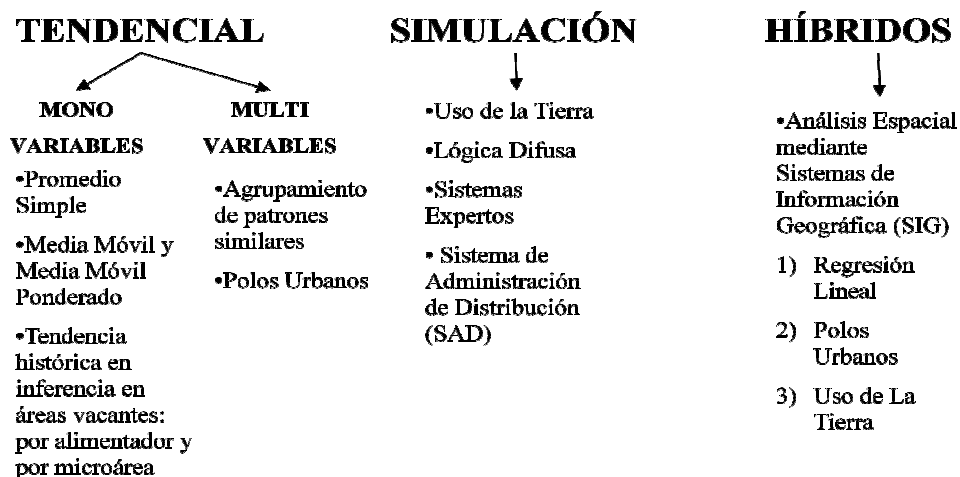 TENDENCIAL
MONO
VARIABLES
•Promedio
Simple
•Media Móvil y
Media Móvil
Ponderado
•Tendencia
histórica en
inferencia en
áreas vacantes:
por alimentador y
por microárea
MULTI
VARIABLES
•Agrupamiento
de patrones
similares
•Polos Urbanos
SIMULACIÓN
•Uso de la Tierra
•Lógica Difusa
•Sistemas
Expertos
• Sistema de
Administración
de Distribución
(SAD)
HÍBRIDOS
•Análisis Espacial
mediante
Sistemas de
Información
Geográfica (SIG)
1) Regresión
Lineal
2) Polos
Urbanos
3) Uso de La
Tierra